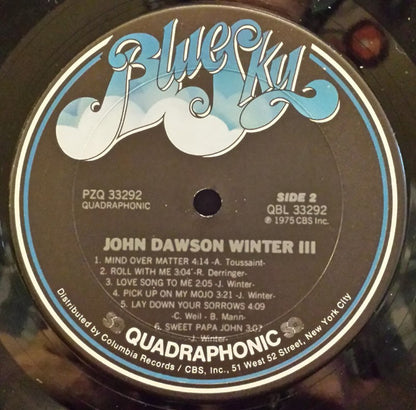 Blue Sky
PZQ 33292
QUADRAPHONIC
SIDE 2
QBL 33292
℗ 1975 CBS Inc.
JOHN DAWSON WINTER III
1. MIND OVER MATTER 4:14 -A. Toussaint-
2. ROLL WITH ME 3:04 -R. Derringer-
3. LOVE SONG TO ME 2:05 -J. Winter-
4. PICK UP ON MY MOJO 3:21 -J. Winter-
5. LAY DOWN YOUR SORROWS 4:09
-C. Weil - B. Mann-
6. SWEET PAPA JOHN 3:07
-J. Winter-
SQ QUADRAPHONIC SQ
Distributed by Columbia Records / CBS, Inc., 51 West 52 Street, New York City